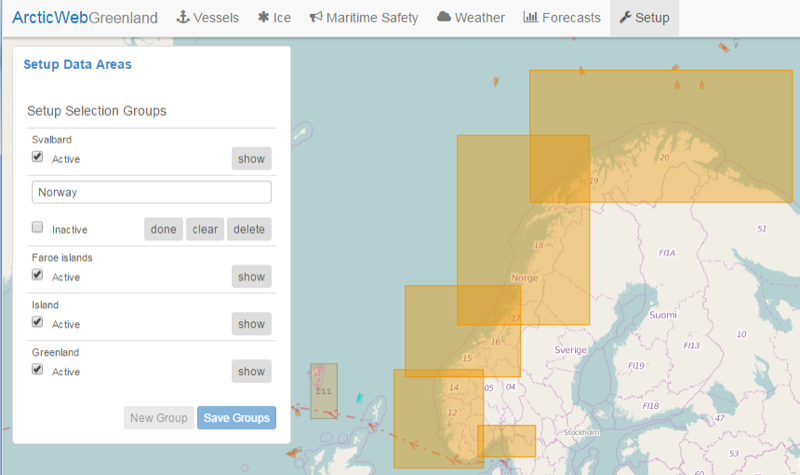 ArcticWebGreenland Vessels Ice Maritime Safety Weather Forecasts Setup
Setup Data Areas
Setup Selection Groups
Svalbard
Active show
Norway
Inactive done clear delete
Faroe islands
Active show
Island
Active show
Greenland
Active show
New Group Save Groups
20
19
51
18
FI1A
Norge
17
Suomi
16
10
Sverige
FI13
15
FI19
14
05
04
12
FI18
Stockholm
53
47
60